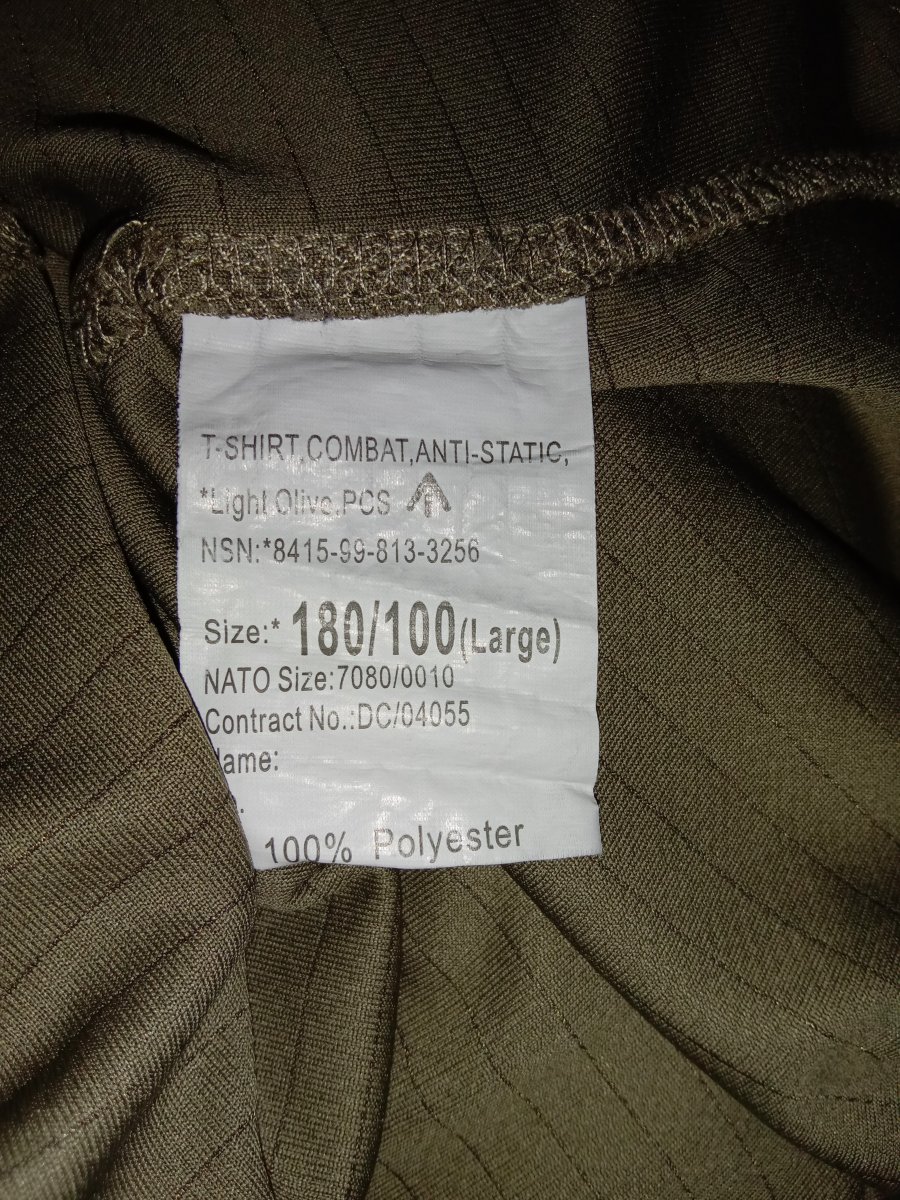 T-SHIRT,COMBAT,ANTI-STATIC,
*Light Olive,PCS
NSN:*8415-99-813-3256
Size:* 180/100(Large)
NATO Size:7080/0010
Contract No.:DC/04055
ame:
100% Polyester